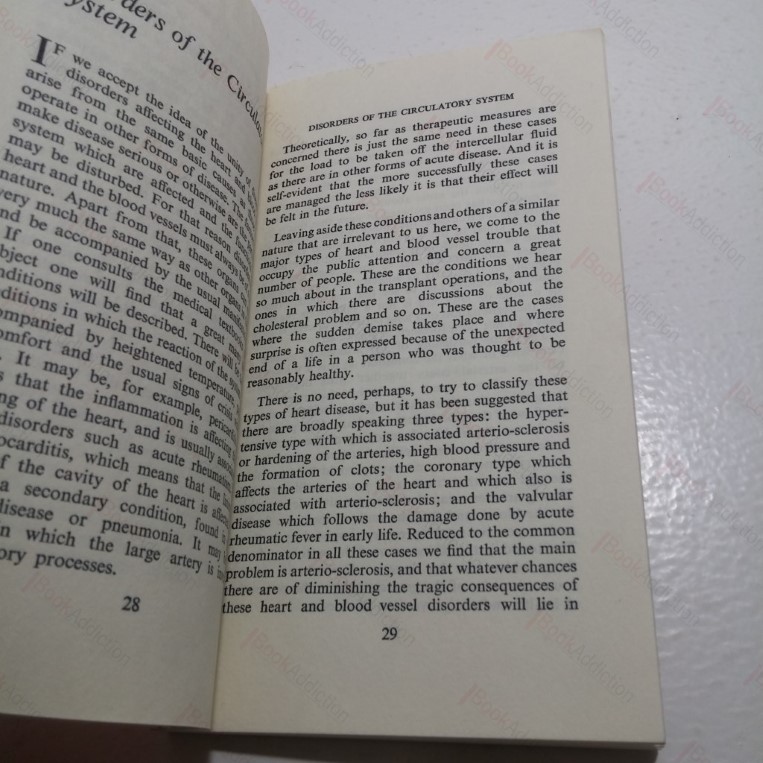 ders of the Circula
ystem
IF we accept the idea of the unity of
disorders affecting the heart and
arise from the same basic causes as
operate in other forms of disease. The
make disease serious or otherwise are the
system which are affected and the
may be disturbed. For that reason
heart and the blood vessels must always be
nature. Apart from that, these organs
very much the same way as other organs
nd be accompanied by the usual
If one consults the medical
bject one will find that a great
nditions will be described. There will
ditions in which the reaction of the
ompanied by heightened temperature
omfort and the usual signs of
It may be, for example,
s that the inflammation is affecting
ng of the heart, and is usually
disorders such as acute rheumatic
ocarditis, which means that the
f the cavity of the heart is
a secondary condition, found
disease or pneumonia. It may
in which the large artery is
ory processes.
28
DISORDERS OF THE CIRCULATORY SYSTEM
Theoretically, so far as therapeutic measures are
concerned there is just the same need in these cases
for the load to be taken off the intercellular fluid
as there are in other forms of acute disease. And it is
self-evident that the more successfully these cases
are managed the less likely it is that their effect will
be felt in the future.
Leaving aside these conditions and others of a similar
nature that are irrelevant to us here, we come to the
major types of heart and blood vessel trouble that
occupy the public attention and concern a great
number of people. These are the conditions we hear
so much about in the transplant operations, and the
ones in which there are discussions about the
cholesteral problem and so on. These are the cases
where the sudden demise takes place and where
surprise is often expressed because of the unexpected
end of a life in a person who was thought to be
reasonably healthy.
There is no need, perhaps, to try to classify these
types of heart disease, but it has been suggested that
there are broadly speaking three types: the hyper-
tensive type with which is associated arterio-sclerosis
or hardening of the arteries, high blood pressure and
the formation of clots; the coronary type which
affects the arteries of the heart and which also is
associated with arterio-sclerosis; and the valvular
disease which follows the damage done by acute
rheumatic fever in early life. Reduced to the common
denominator in all these cases we find that the main
problem is arterio-sclerosis, and that whatever chances
there are of diminishing the tragic consequences of
these heart and blood vessel disorders will lie in
29
BookAddiction